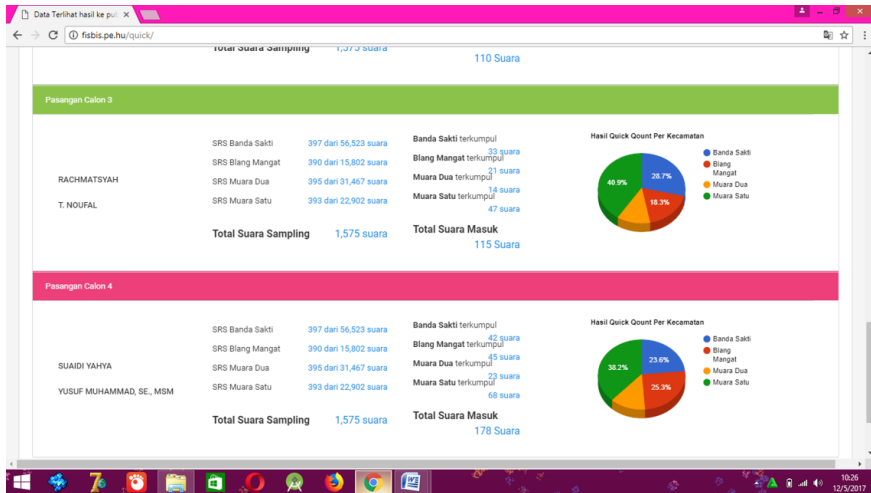 Data Terlihat hasil ke pub
fisbis.pe.hu/quick/
Total Suara Sampling 1,575 suara
110 Suara
Pasangan Calon 3
RACHMATSYAH
T. NOUFAL
SRS Banda Sakti 397 dari 56,523 suara
SRS Blang Mangat 390 dari 15,802 suara
SRS Muara Dua 395 dari 31,467 suara
SRS Muara Satu 393 dari 22,902 suara
Total Suara Sampling 1,575 suara
Banda Sakti terkumpul
33 suara
Blang Mangat terkumpul
21 suara
Muara Dua terkumpul
14 suara
Muara Satu terkumpul
47 suara
Total Suara Masuk
115 Suara
Hasil Quick Qount Per Kecamatan
40.9%
28.7%
18.3%
Banda Sakti
Blang
Mangat
Muara Dua
Muara Satu
Pasangan Calon 4
SUAIDI YAHYA
YUSUF MUHAMMAD, SE., MSM
SRS Banda Sakti 397 dari 56,523 suara
SRS Blang Mangat 390 dari 15,802 suara
SRS Muara Dua 395 dari 31,467 suara
SRS Muara Satu 393 dari 22,902 suara
Total Suara Sampling 1,575 suara
Banda Sakti terkumpul
42 suara
Blang Mangat terkumpul
45 suara
Muara Dua terkumpul
23 suara
Muara Satu terkumpul
68 suara
Total Suara Masuk
178 Suara
Hasil Quick Qount Per Kecamatan
38.2%
23.6%
25.3%
Banda Sakti
Blang
Mangat
Muara Dua
Muara Satu
10:26
12/5/2017